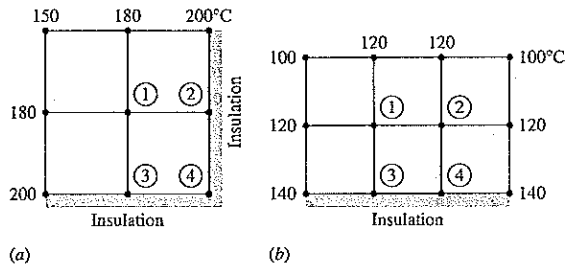 150 180 200°C
① ②
180
Insulation
③ ④
200
Insulation
(a)
120 120
100 100°C
① ②
120 120
③ ④
140 140
Insulation
(b)